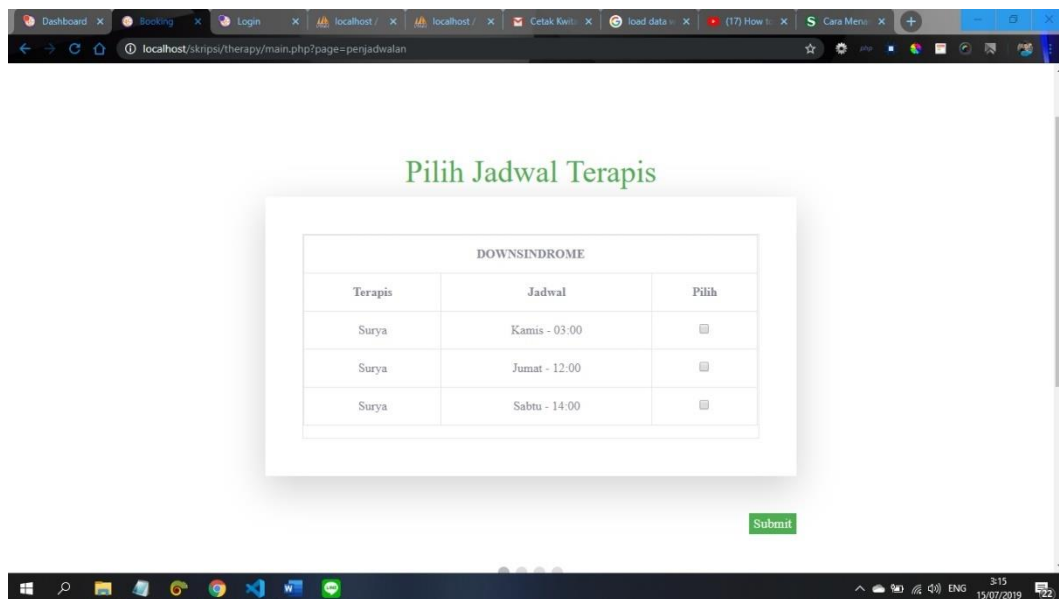 Dashboard
Booking
Login
localhost /
localhost /
Cetak Kwita
load data w
(17) How to
Cara Mena
localhost/skripsi/therapy/main.php?page=penjadwalan
php
Pilih Jadwal Terapis
DOWNSINDROME
Terapis Jadwal Pilih
Surya Kamis - 03:00
Surya Jumat - 12:00
Surya Sabtu - 14:00
Submit
ENG
3:15
15/07/2019
22